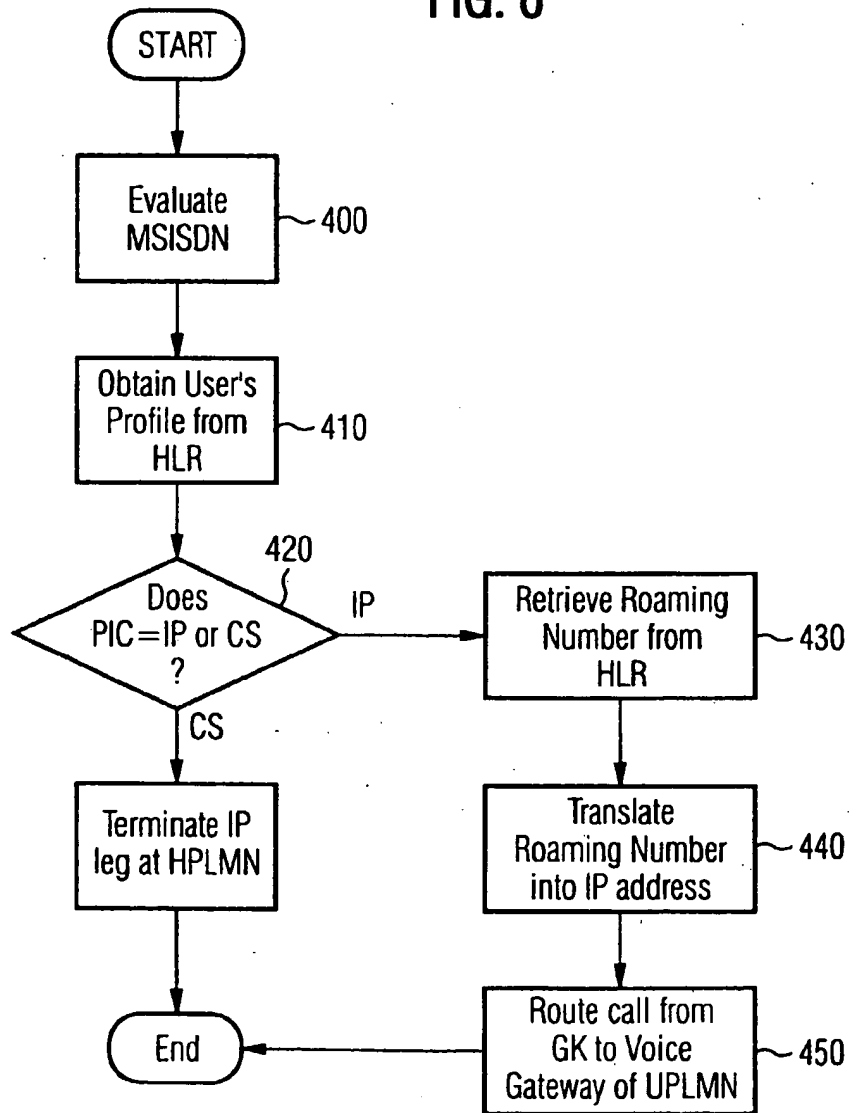 FIG. 6
START
Evaluate
MSISDN
400
Obtain User's
Profile from
HLR
410
420
Does
PIC=IP or CS
?
IP
CS
Retrieve Roaming
Number from
HLR
430
Terminate IP
leg at HPLMN
Translate
Roaming Number
into IP address
440
Route call from
GK to Voice
Gateway of UPLMN
450
End